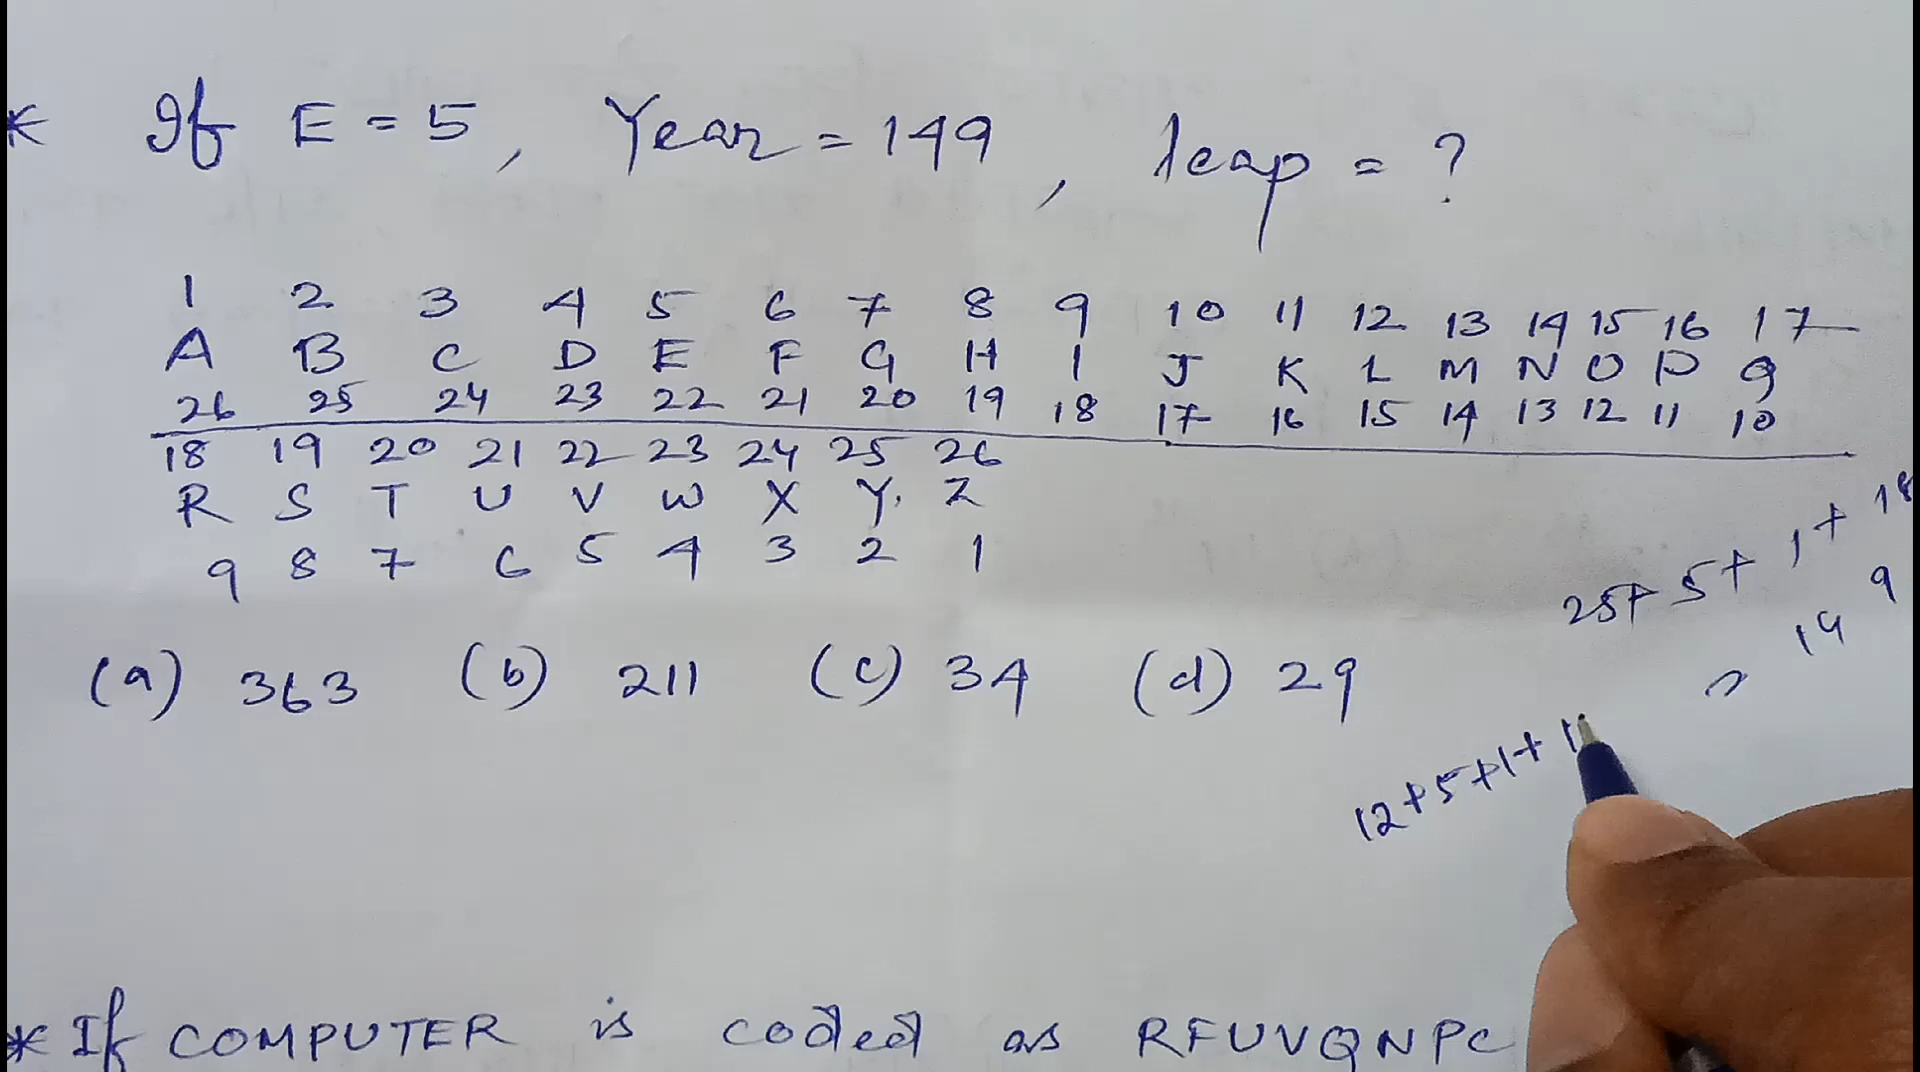 * If E = 5, Year = 149, leap = ?
1 2 3 4 5 6 7 8 9 10 11 12 13 14 15 16 17
A B C D E F G H I J K L M N O P Q
26 25 24 23 22 21 20 19 18 17 16 15 14 13 12 11 10
18 19 20 21 22 23 24 25 26
R S T U V W X Y Z
9 8 7 6 5 4 3 2 1
25+ 5+ 1+ 18
149
(a) 363 (b) 211 (c) 34 (d) 29
12+5+1+1
* If COMPUTER is coded as RFUVQNPC